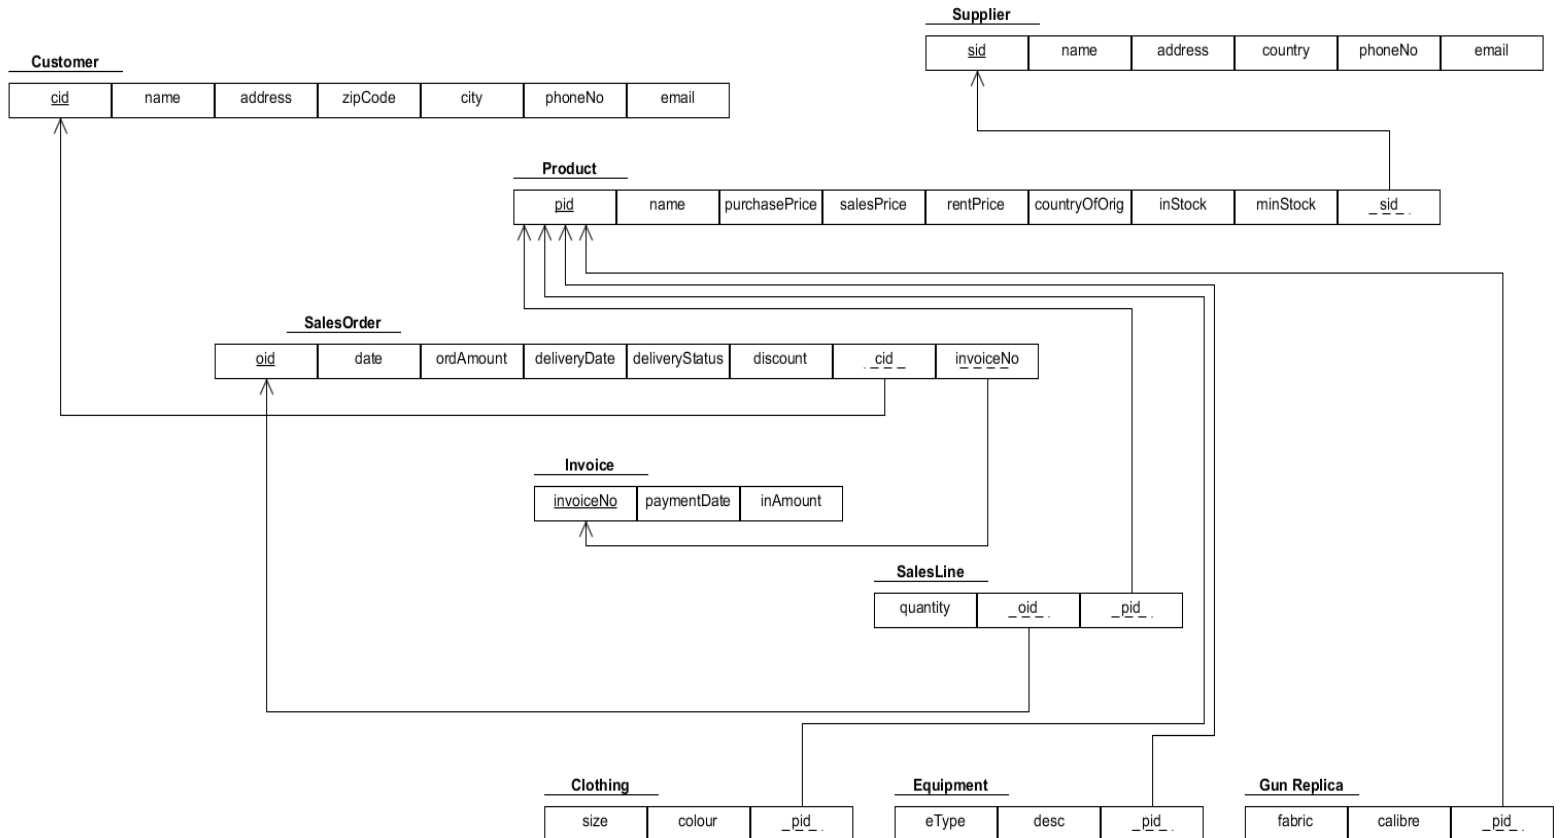 Supplier
sid name address country phoneNo email
Customer
cid name address zipCode city phoneNo email
Product
pid name purchasePrice salesPrice rentPrice countryOfOrig inStock minStock sid
SalesOrder
oid date ordAmount deliveryDate deliveryStatus discount cid invoiceNo
Invoice
invoiceNo paymentDate inAmount
SalesLine
quantity oid pid
Clothing Equipment Gun Replica
size colour pid eType desc pid fabric calibre pid